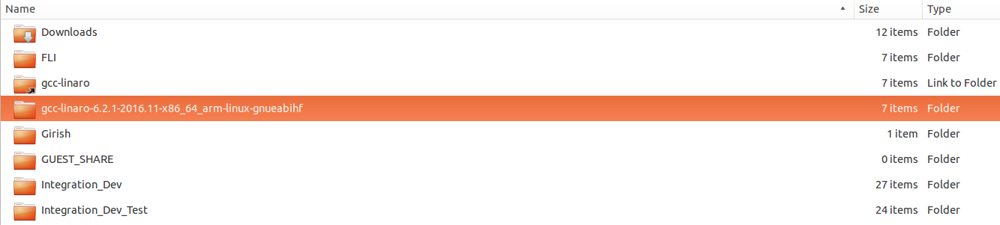 Name Size Type
Downloads 12 items Folder
FLI 7 items Folder
gcc-linaro 7 items Link to Folder
gcc-linaro-6.2.1-2016.11-x86_64_arm-linux-gnueabihf 7 items Folder
Girish 1 item Folder
GUEST_SHARE 0 items Folder
Integration_Dev 27 items Folder
Integration_Dev_Test 24 items Folder